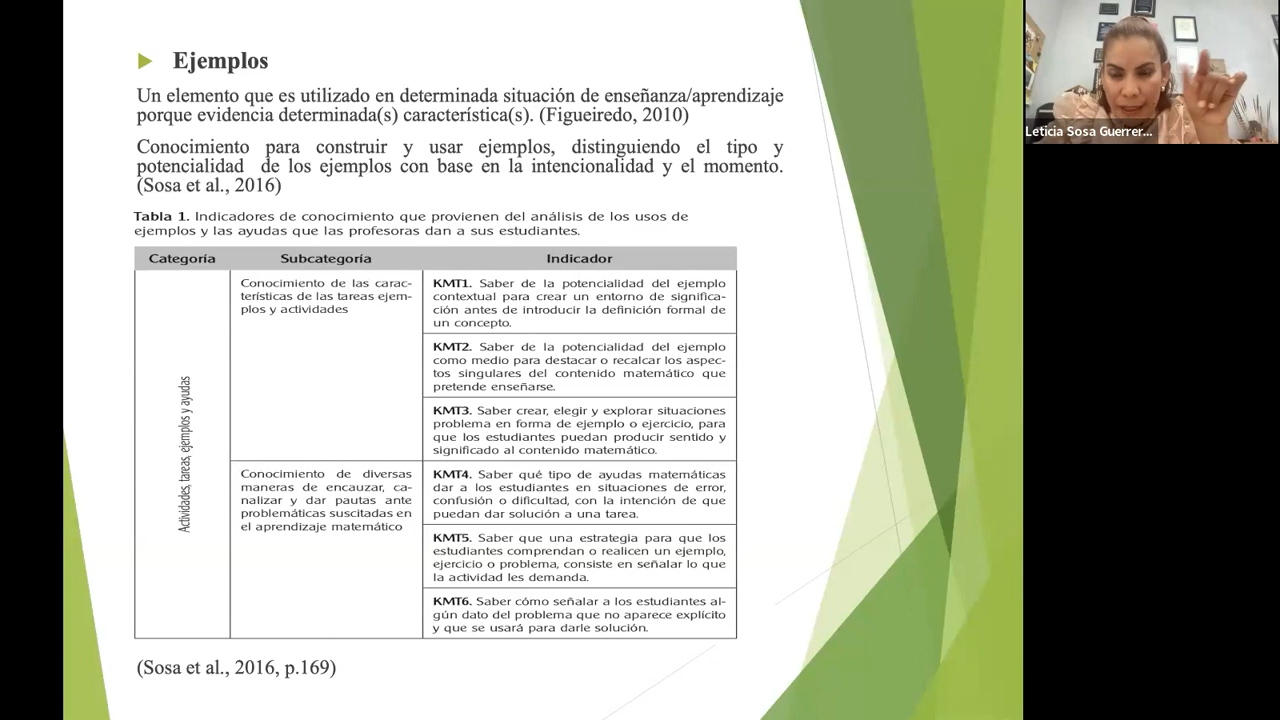 Ejemplos
Un elemento que es utilizado en determinada situación de enseñanza/aprendizaje
porque evidencia determinada(s) característica(s). (Figueiredo, 2010)
Conocimiento para construir y usar ejemplos, distinguiendo el tipo y
potencialidad de los ejemplos con base en la intencionalidad y el momento.
(Sosa et al., 2016)
Tabla 1. Indicadores de conocimiento que provienen del análisis de los usos de
ejemplos y las ayudas que las profesoras dan a sus estudiantes.
Categoría Subcategoría Indicador
Actividades, tareas, ejemplos y ayudas
Conocimiento de las carac-
terísticas de las tareas ejem-
plos y actividades
KMT1. Saber de la potencialidad del ejemplo
contextual para crear un entorno de significa-
ción antes de introducir la definición formal de
un concepto.
KMT2. Saber de la potencialidad del ejemplo
como medio para destacar o recalcar los aspec-
tos singulares del contenido matemático que
pretende enseñarse.
KMT3. Saber crear, elegir y explorar situaciones
problema en forma de ejemplo o ejercicio, para
que los estudiantes puedan producir sentido y
significado al contenido matemático.
Conocimiento de diversas
maneras de encauzar, ca-
nalizar y dar pautas ante
problemáticas suscitadas en
el aprendizaje matemático
KMT4. Saber qué tipo de ayudas matemáticas
dar a los estudiantes en situaciones de error,
confusión o dificultad, con la intención de que
puedan dar solución a una tarea.
KMT5. Saber que una estrategia para que los
estudiantes comprendan o realicen un ejemplo,
ejercicio o problema, consiste en señalar lo que
la actividad les demanda.
KMT6. Saber cómo señalar a los estudiantes al-
gún dato del problema que no aparece explícito
y que se usará para darle solución.
(Sosa et al., 2016, p.169)
Leticia Sosa Guerrer...